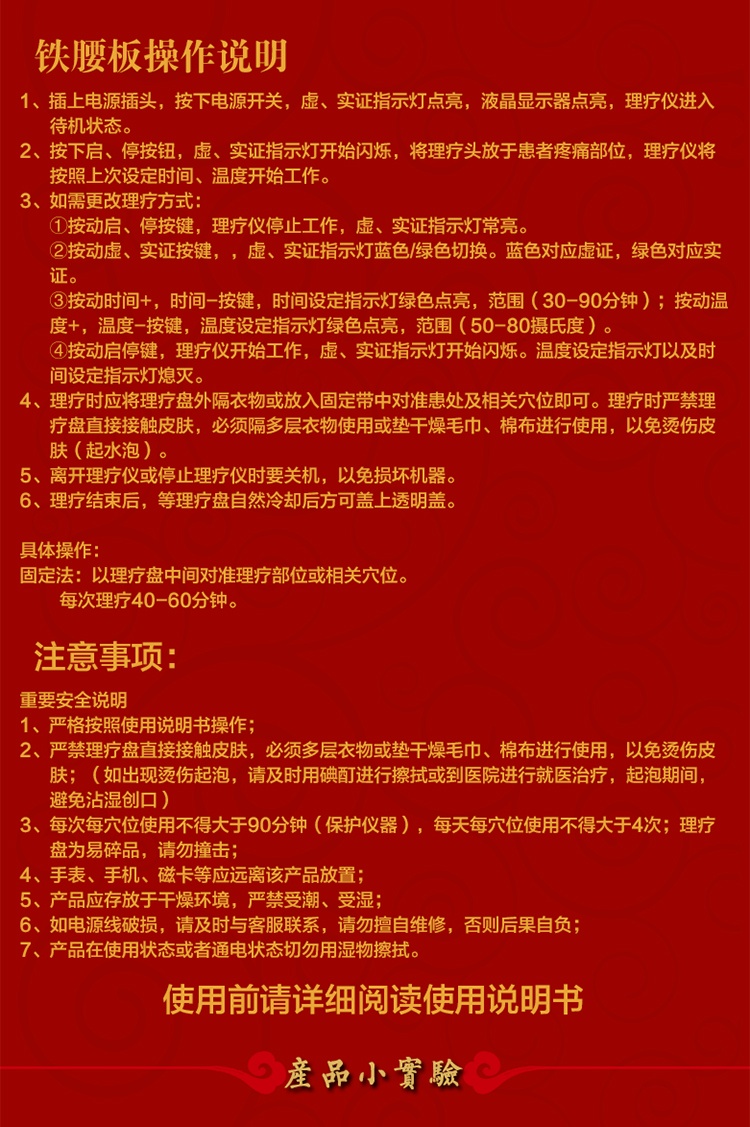 铁腰板操作说明
1、插上电源插头，按下电源开关，虚、实证指示灯点亮，液晶显示器点亮，理疗仪进入
待机状态。
2、按下启、停按钮，虚、实证指示灯开始闪烁，将理疗头放于患者疼痛部位，理疗仪将
按照上次设定时间、温度开始工作。
3、如需更改理疗方式：
①按动启、停按键，理疗仪停止工作，虚、实证指示灯常亮。
②按动虚、实证按键，，虚、实证指示灯蓝色/绿色切换。蓝色对应虚证，绿色对应实
证。
③按动时间+，时间-按键，时间设定指示灯绿色点亮，范围（30-90分钟）；按动温
度+，温度-按键，温度设定指示灯绿色点亮，范围（50-80摄氏度）。
④按动启停键，理疗仪开始工作，虚、实证指示灯开始闪烁。温度设定指示灯以及时
间设定指示灯熄灭。
4、理疗时应将理疗盘外隔衣物或放入固定带中对准患处及相关穴位即可。理疗时严禁理
疗盘直接接触皮肤，必须隔多层衣物使用或垫干燥毛巾、棉布进行使用，以免烫伤皮
肤（起水泡）。
5、离开理疗仪或停止理疗仪时要关机，以免损坏机器。
6、理疗结束后，等理疗盘自然冷却后方可盖上透明盖。
具体操作：
固定法：以理疗盘中间对准理疗部位或相关穴位。
每次理疗40-60分钟。
注意事项：
重要安全说明
1、严格按照使用说明书操作；
2、严禁理疗盘直接接触皮肤，必须多层衣物或垫干燥毛巾、棉布进行使用，以免烫伤皮
肤；（如出现烫伤起泡，请及时用碘酊进行擦拭或到医院进行就医治疗，起泡期间，
避免沾湿创口）
3、每次每穴位使用不得大于90分钟（保护仪器），每天每穴位使用不得大于4次；理疗
盘为易碎品，请勿撞击；
4、手表、手机、磁卡等应远离该产品放置；
5、产品应存放于干燥环境，严禁受潮、受湿；
6、如电源线破损，请及时与客服联系，请勿擅自维修，否则后果自负；
7、产品在使用状态或者通电状态切勿用湿物擦拭。
使用前请详细阅读使用说明书
産品小實驗